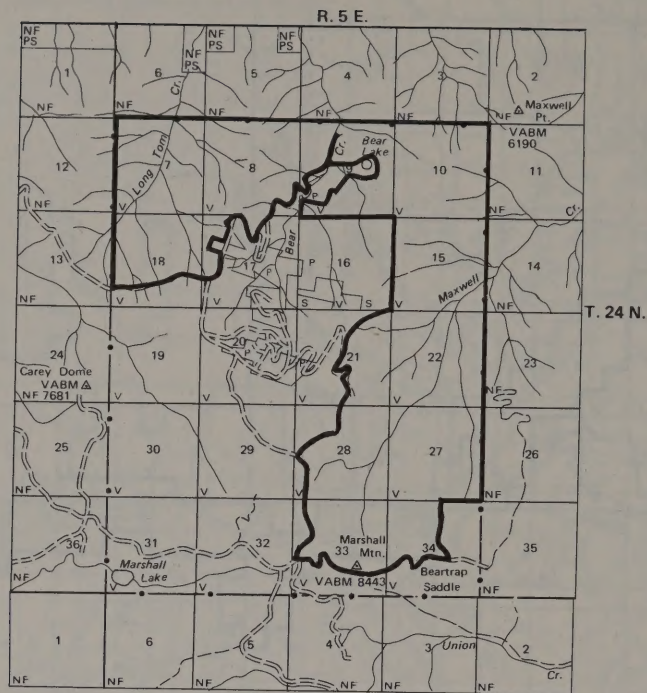 R. 5 E.
NF
PS
NF
PS
NF
PS
1
6
5
4
3
2
Cr.
NF
NF
NF
Maxwell
Pt.
VABM
6190
12
7
8
Cr.
Bear
Lake
9
10
11
Long Tom
P
NF
V
V
NF
Cr.
13
18
17
Bear
P
P
16
15
Maxwell
14
V
V
S
S
V
NF
T. 24 N.
24
19
20
P
21
22
23
Carey Dome
VABM
NF 7681
V
V
V
NF
25
30
29
28
27
26
NF
V
V
NF
36
31
32
Marshall
Mtn.
33
34
35
Marshall
Lake
VABM 8443
Beartrap
Saddle
NF
V
V
V
V
NF
1
6
5
4
3
Union
2
Cr.
NF
NF
NF
NF
NF
NF